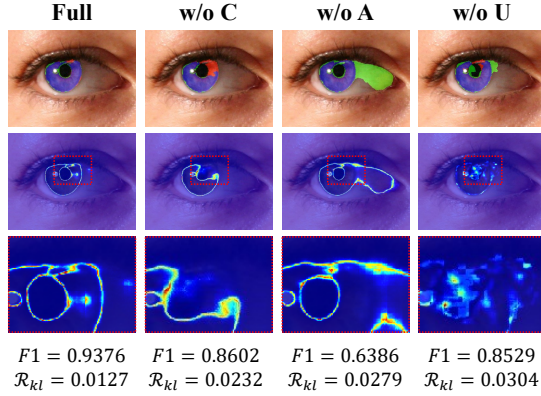 Full w/o C w/o A w/o U
F1 = 0.9376 F1 = 0.8602 F1 = 0.6386 F1 = 0.8529
ℛ_kl = 0.0127 ℛ_kl = 0.0232 ℛ_kl = 0.0279 ℛ_kl = 0.0304